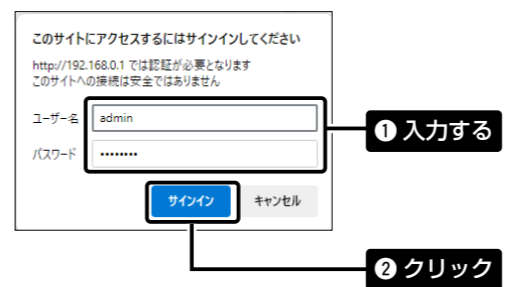 このサイトにアクセスするにはサインインしてください
http://192.168.0.1 では認証が必要となります
このサイトへの接続は安全ではありません
ユーザー名 admin
❶ 入力する
パスワード ••••••••
サインイン キャンセル
❷ クリック